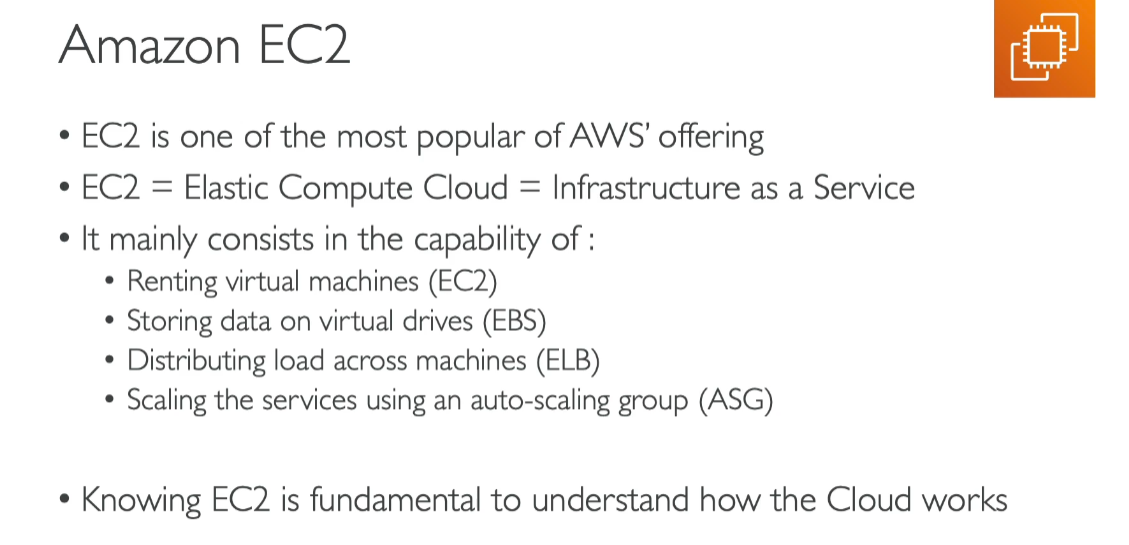 Amazon EC2
• EC2 is one of the most popular of AWS' offering
• EC2 = Elastic Compute Cloud = Infrastructure as a Service
• It mainly consists in the capability of :
• Renting virtual machines (EC2)
• Storing data on virtual drives (EBS)
• Distributing load across machines (ELB)
• Scaling the services using an auto-scaling group (ASG)
• Knowing EC2 is fundamental to understand how the Cloud works